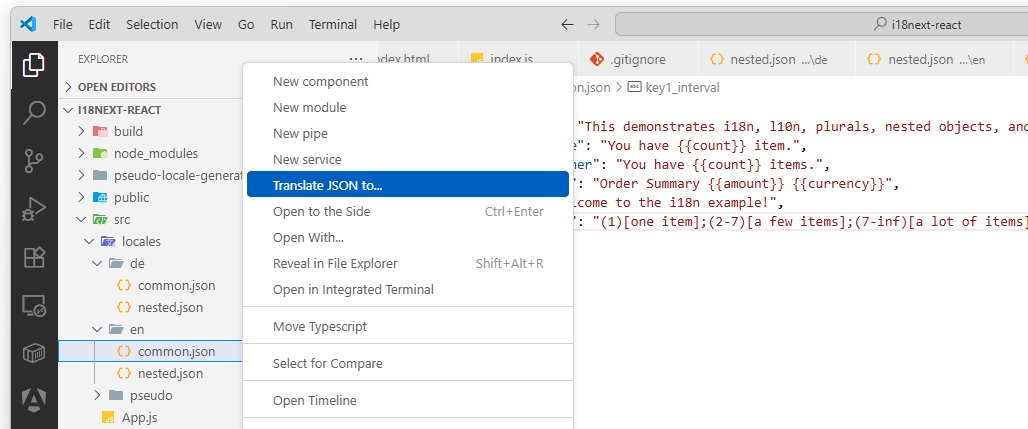 File Edit Selection View Go Run Terminal Help i18next-react
EXPLORER ...
index.html index.js .gitignore nested.json ...\de nested.json ...\en
OPEN EDITORS
I18NEXT-REACT
build
node_modules
pseudo-locale-generat
public
src
locales
de
common.json
nested.json
en
common.json
nested.json
pseudo
App.js
New component
New module
New pipe
New service
Translate JSON to...
Open to the Side Ctrl+Enter
Open With...
Reveal in File Explorer Shift+Alt+R
Open in Integrated Terminal
Move Typescript
Select for Compare
Open Timeline
on.json > abc key1_interval
"This demonstrates i18n, l10n, plurals, nested objects, and
e": "You have {{count}} item.",
her": "You have {{count}} items.",
": "Order Summary {{amount}} {{currency}}",
lcome to the i18n example!",
": "(1)[one item];(2-7)[a few items];(7-inf)[a lot of items]